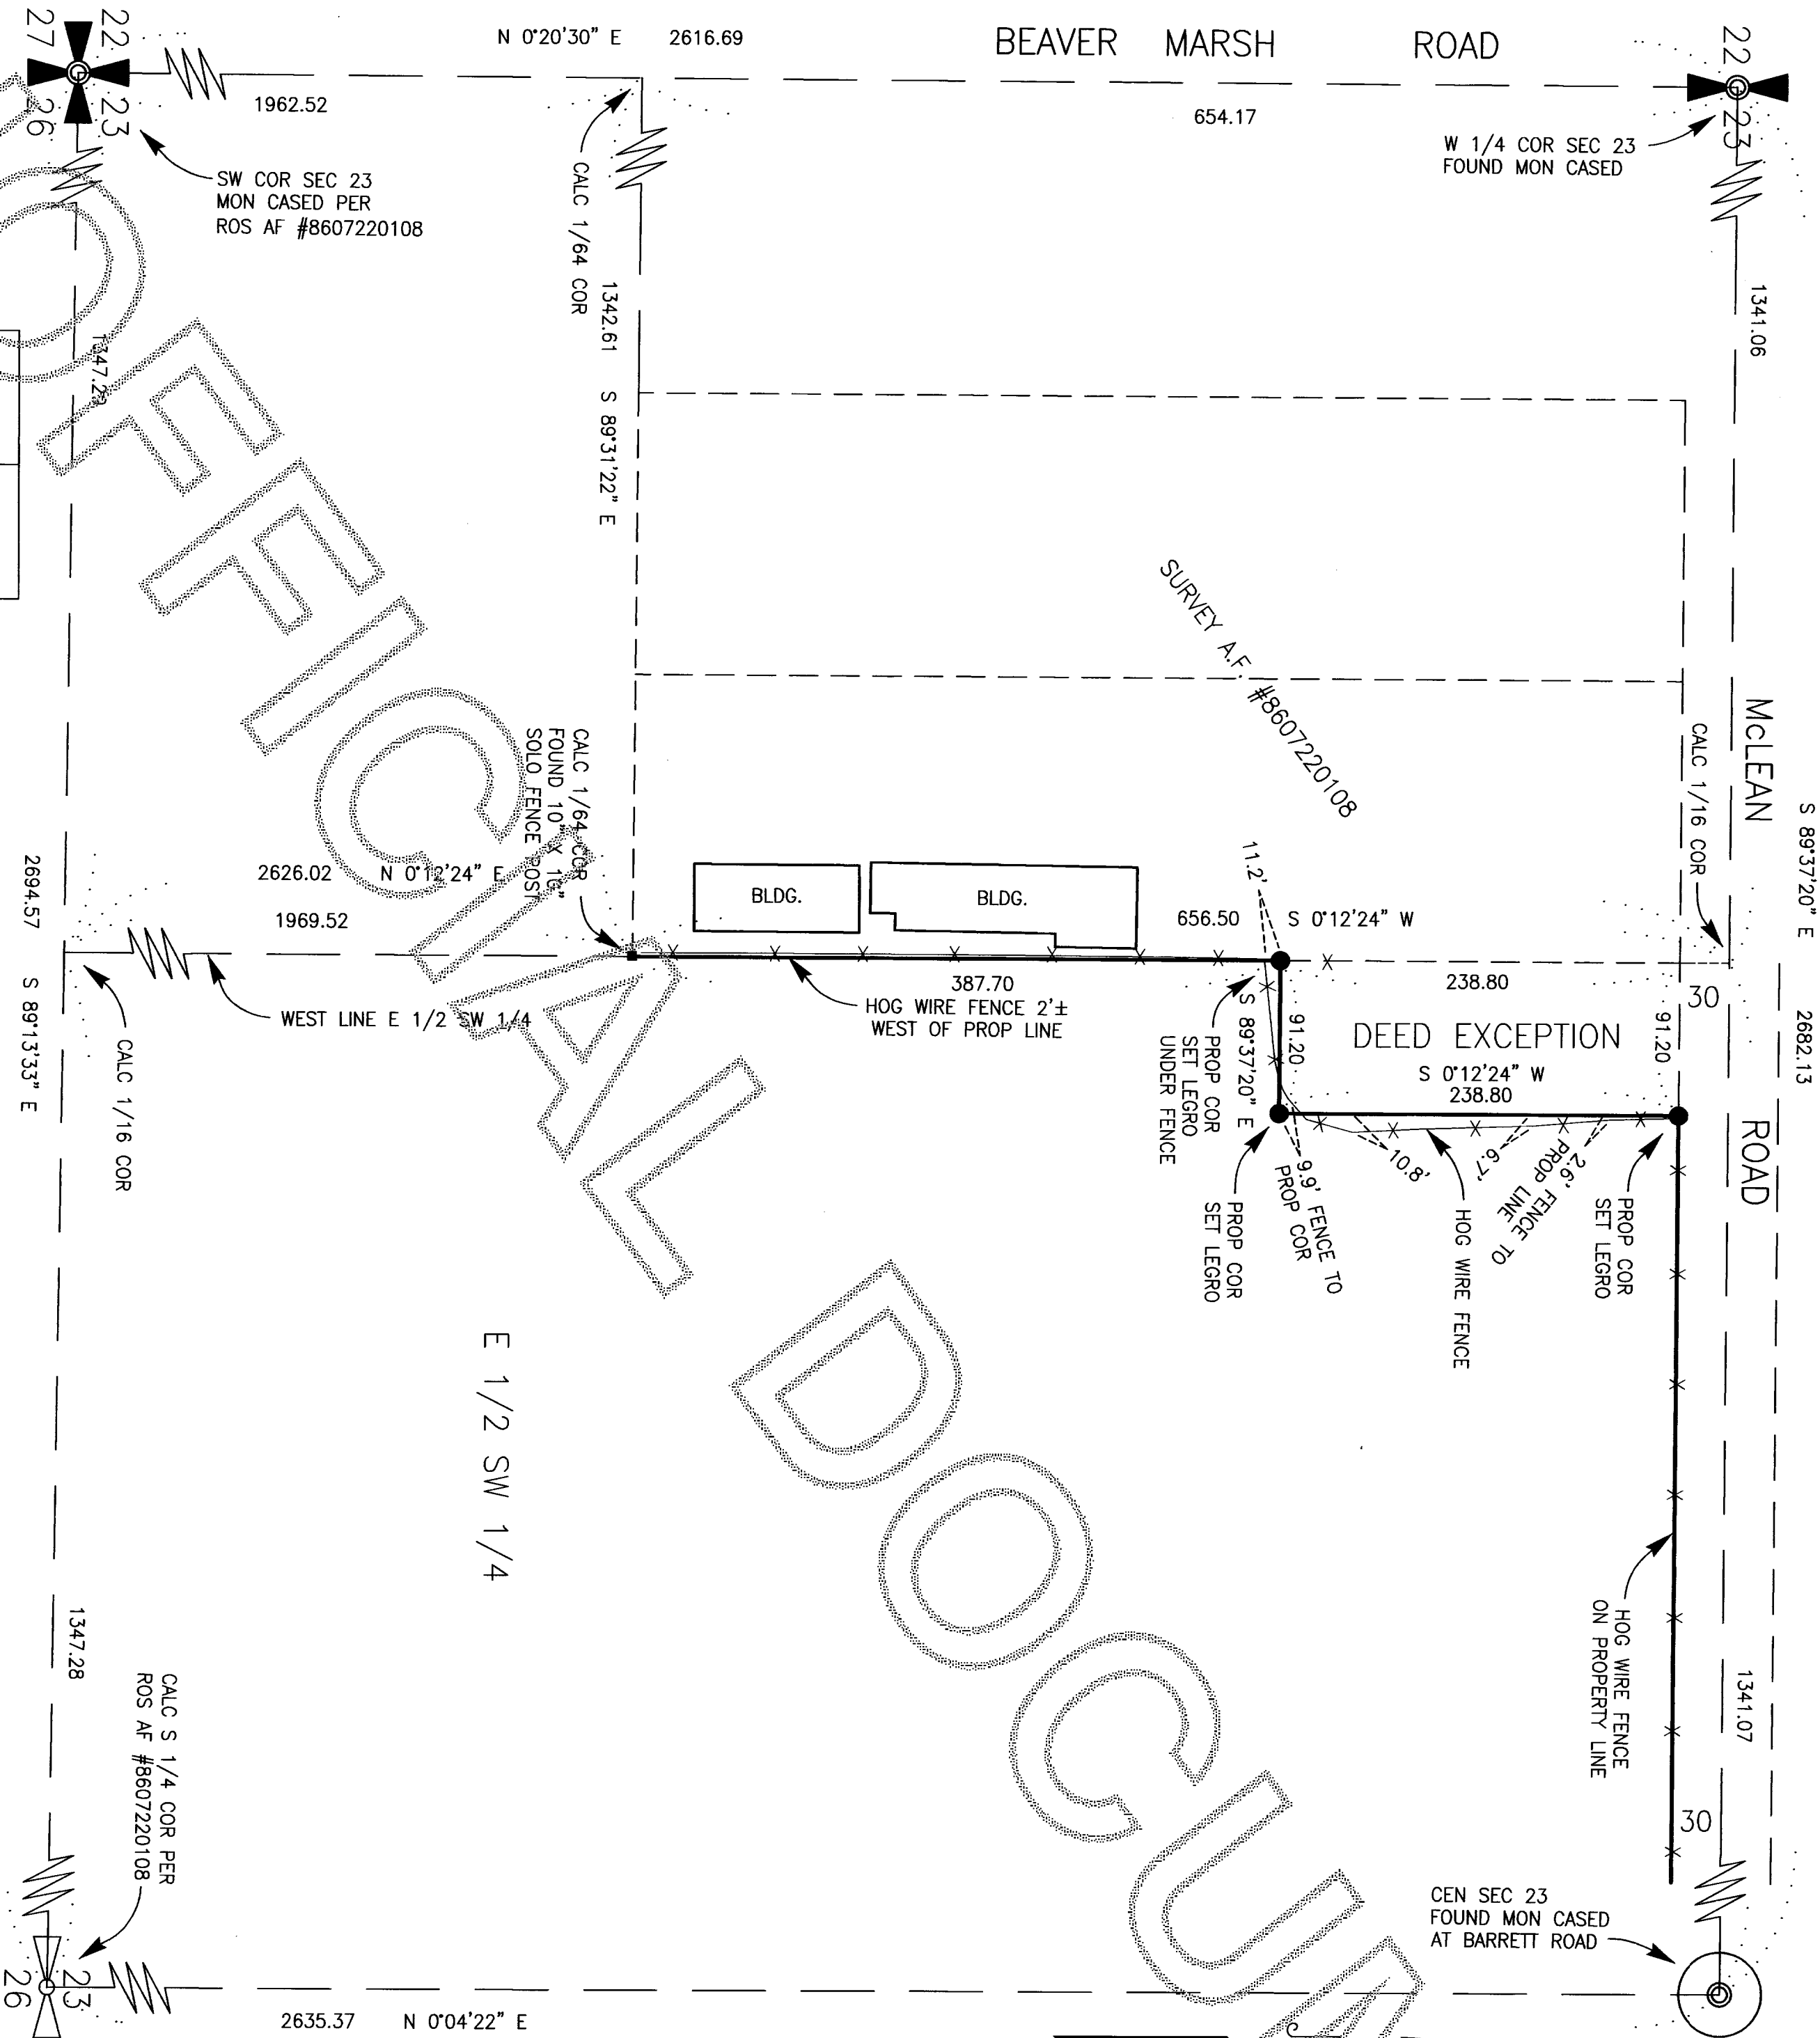 N 0°20'30" E 2616.69
BEAVER MARSH ROAD
22
27
23
26
1962.52
654.17
22
23
W 1/4 COR SEC 23
FOUND MON CASED
SW COR SEC 23
MON CASED PER
ROS AF #8607220108
CALC 1/64 COR
1342.61 S 89°31'22" E
1341.06
McLEAN ROAD
S 89°37'20" E 2682.13
CALC 1/16 COR
SURVEY A.F. #8607220108
CALC 1/64 COR
FOUND 10" X 10"
SOLO FENCE POST
2626.02 N 0°12'24" E
1969.52
WEST LINE E 1/2 SW 1/4
2694.57 S 89°13'33" E
CALC 1/16 COR
BLDG.
BLDG.
11.2'
656.50 S 0°12'24" W
387.70
HOG WIRE FENCE 2'±
WEST OF PROP LINE
238.80
30
DEED EXCEPTION
S 0°12'24" W
238.80
91.20
91.20
S 89°37'20" E
PROP COR
SET LEGRO
UNDER FENCE
PROP COR
SET LEGRO
9.9' FENCE TO
PROP COR
10.8'
6.7'
2.6' FENCE TO
PROP LINE
HOG WIRE FENCE
PROP COR
SET LEGRO
E 1/2 SW 1/4
HOG WIRE FENCE
ON PROPERTY LINE
1341.07
30
1347.28
CALC S 1/4 COR PER
ROS AF #8607220108
CEN SEC 23
FOUND MON CASED
AT BARRETT ROAD
23
26
2635.37 N 0°04'22" E
OFFICIAL DOCUM